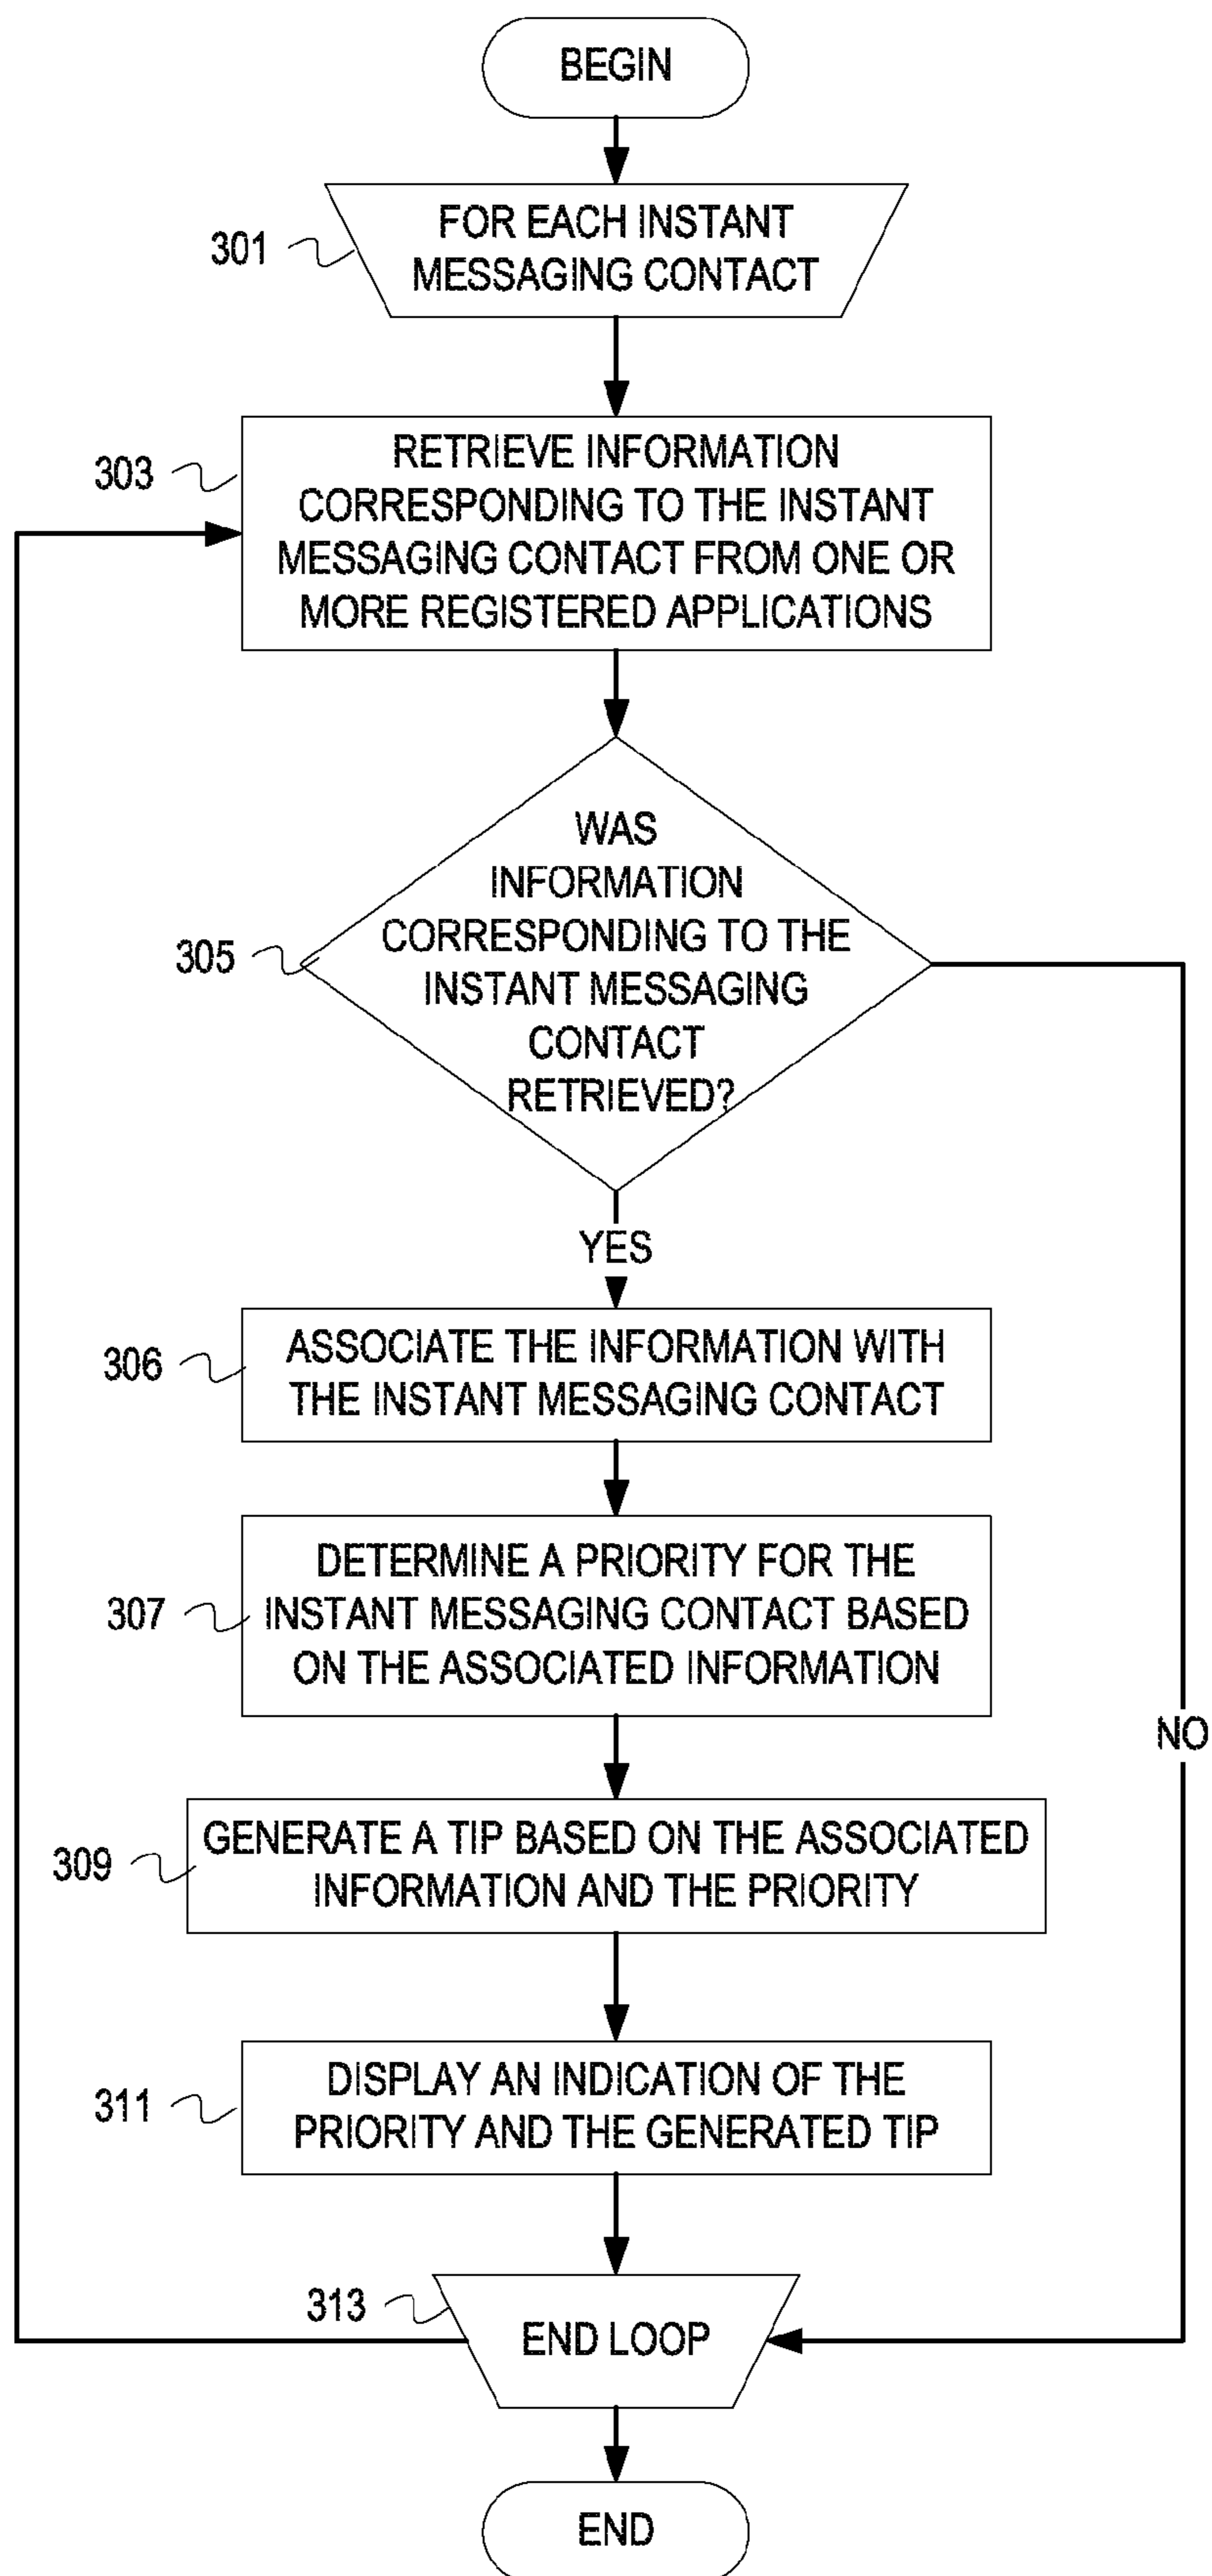 BEGIN
301
FOR EACH INSTANT
MESSAGING CONTACT
303
RETRIEVE INFORMATION
CORRESPONDING TO THE INSTANT
MESSAGING CONTACT FROM ONE OR
MORE REGISTERED APPLICATIONS
305
WAS
INFORMATION
CORRESPONDING TO THE
INSTANT MESSAGING
CONTACT
RETRIEVED?
YES
306
ASSOCIATE THE INFORMATION WITH
THE INSTANT MESSAGING CONTACT
307
DETERMINE A PRIORITY FOR THE
INSTANT MESSAGING CONTACT BASED
ON THE ASSOCIATED INFORMATION
NO
309
GENERATE A TIP BASED ON THE ASSOCIATED
INFORMATION AND THE PRIORITY
311
DISPLAY AN INDICATION OF THE
PRIORITY AND THE GENERATED TIP
313
END LOOP
END